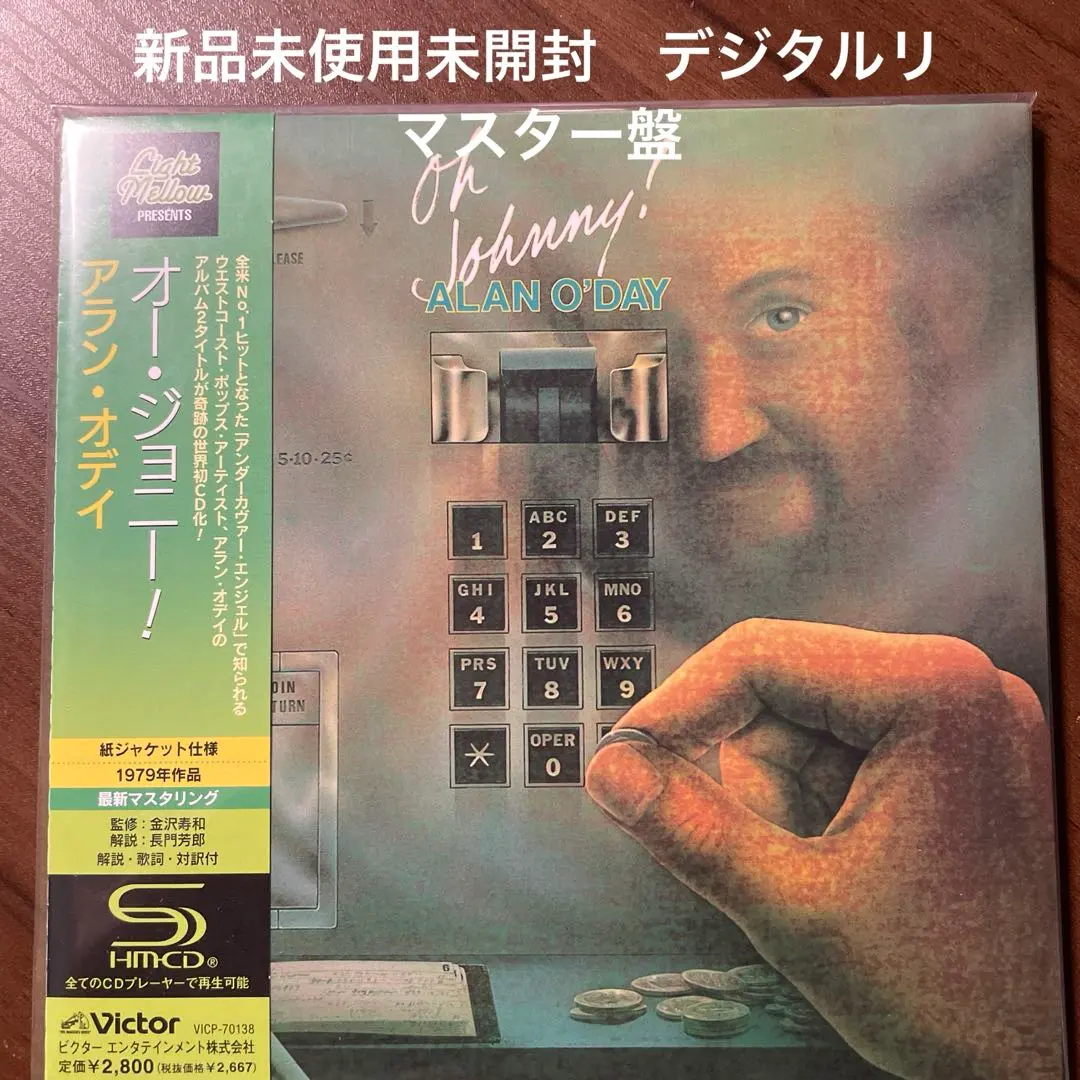 新品未使用未開封　デジタルリ
マスター盤
Light
Mellow
PRESENTS
オー・ジョニー!
アラン・オデイ
全米No.1ヒットとなった「アンダーカヴァー・エンジェル」で知られる
ウエストコースト・ポップス・アーティスト、アラン・オデイの
アルバム2タイトルが奇跡の世界初CD化!
紙ジャケット仕様
1979年作品
最新マスタリング
監修:金沢寿和
解説:長門芳郎
解説・歌詞・対訳付
HM-CD®
全てのCDプレーヤーで再生可能
Victor VICP-70138
ビクター エンタテインメント株式会社
定価¥2,800(税抜価格¥2,667)
Oh
Johnny!
ALAN O'DAY
EASE
5·10·25¢
1
ABC
2
DEF
3
GHI
4
JKL
5
MNO
6
PRS
7
TUV
8
WXY
9
*
OPER
0
OIN
TURN
6